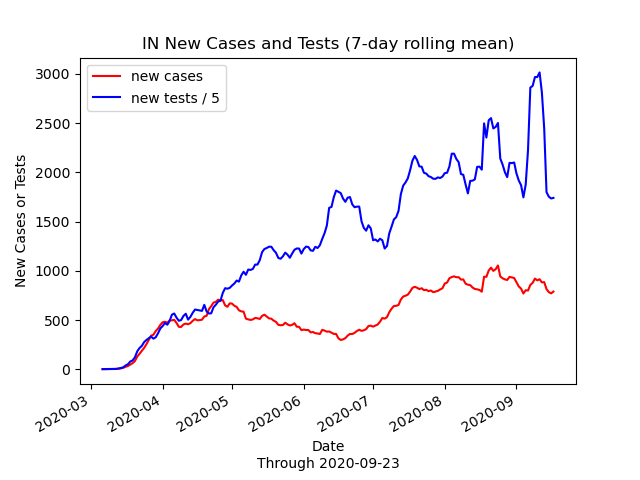 IN New Cases and Tests (7-day rolling mean)
new cases
new tests / 5
New Cases or Tests
3000
2500
2000
1500
1000
500
0
2020-03
2020-04
2020-05
2020-06
2020-07
2020-08
2020-09
Date
Through 2020-09-23